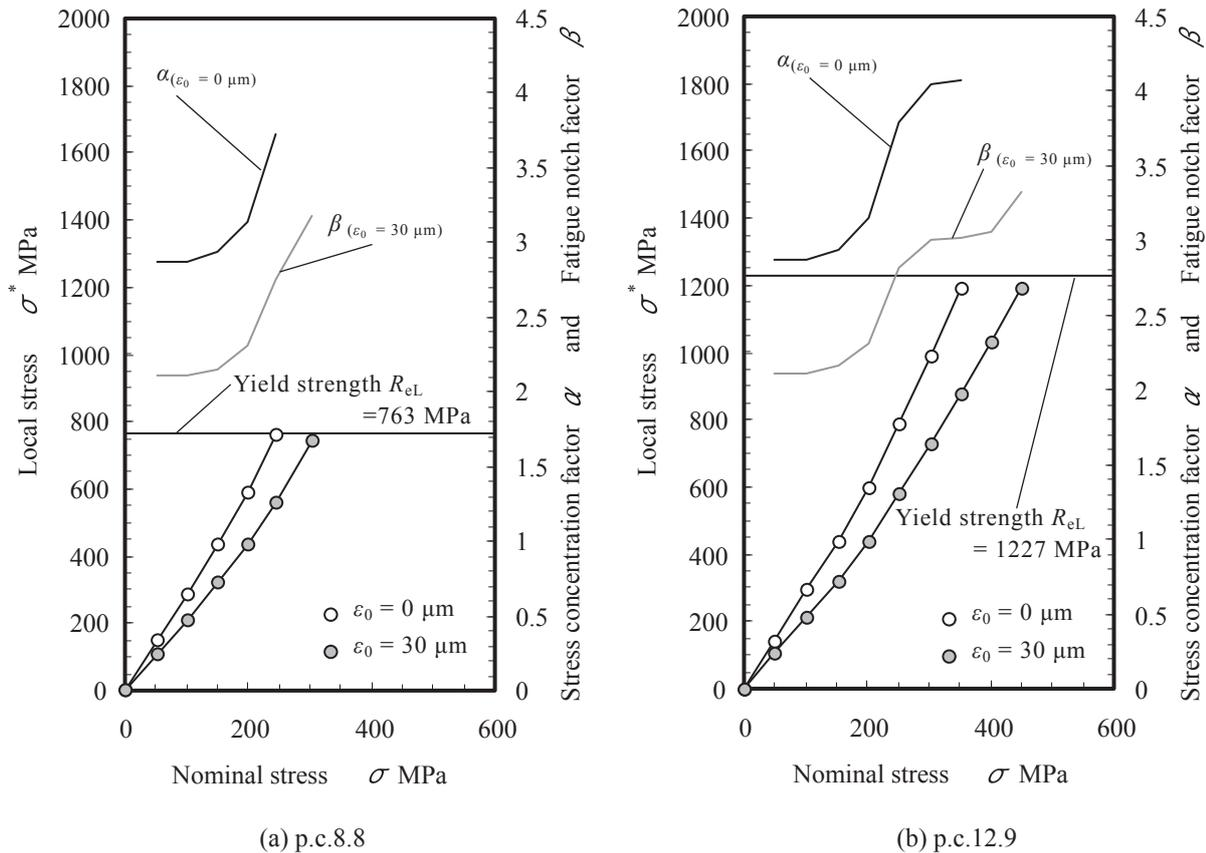 2000
1800
1600
1400
1200
1000
800
600
400
200
0
Local stress σ* MPa
α(ε0 = 0 μm)
β (ε0 = 30 μm)
Yield strength ReL
=763 MPa
ε0 = 0 μm
ε0 = 30 μm
4.5
4
3.5
3
2.5
2
1.5
1
0.5
0
Stress concentration factor α and Fatigue notch factor β
0 200 400 600
Nominal stress σ MPa
(a) p.c.8.8
2000
1800
1600
1400
1200
1000
800
600
400
200
0
Local stress σ* MPa
α(ε0 = 0 μm)
β (ε0 = 30 μm)
Yield strength ReL
= 1227 MPa
ε0 = 0 μm
ε0 = 30 μm
4.5
4
3.5
3
2.5
2
1.5
1
0.5
0
Stress concentration factor α and Fatigue notch factor β
0 200 400 600
Nominal stress σ MPa
(b) p.c.12.9